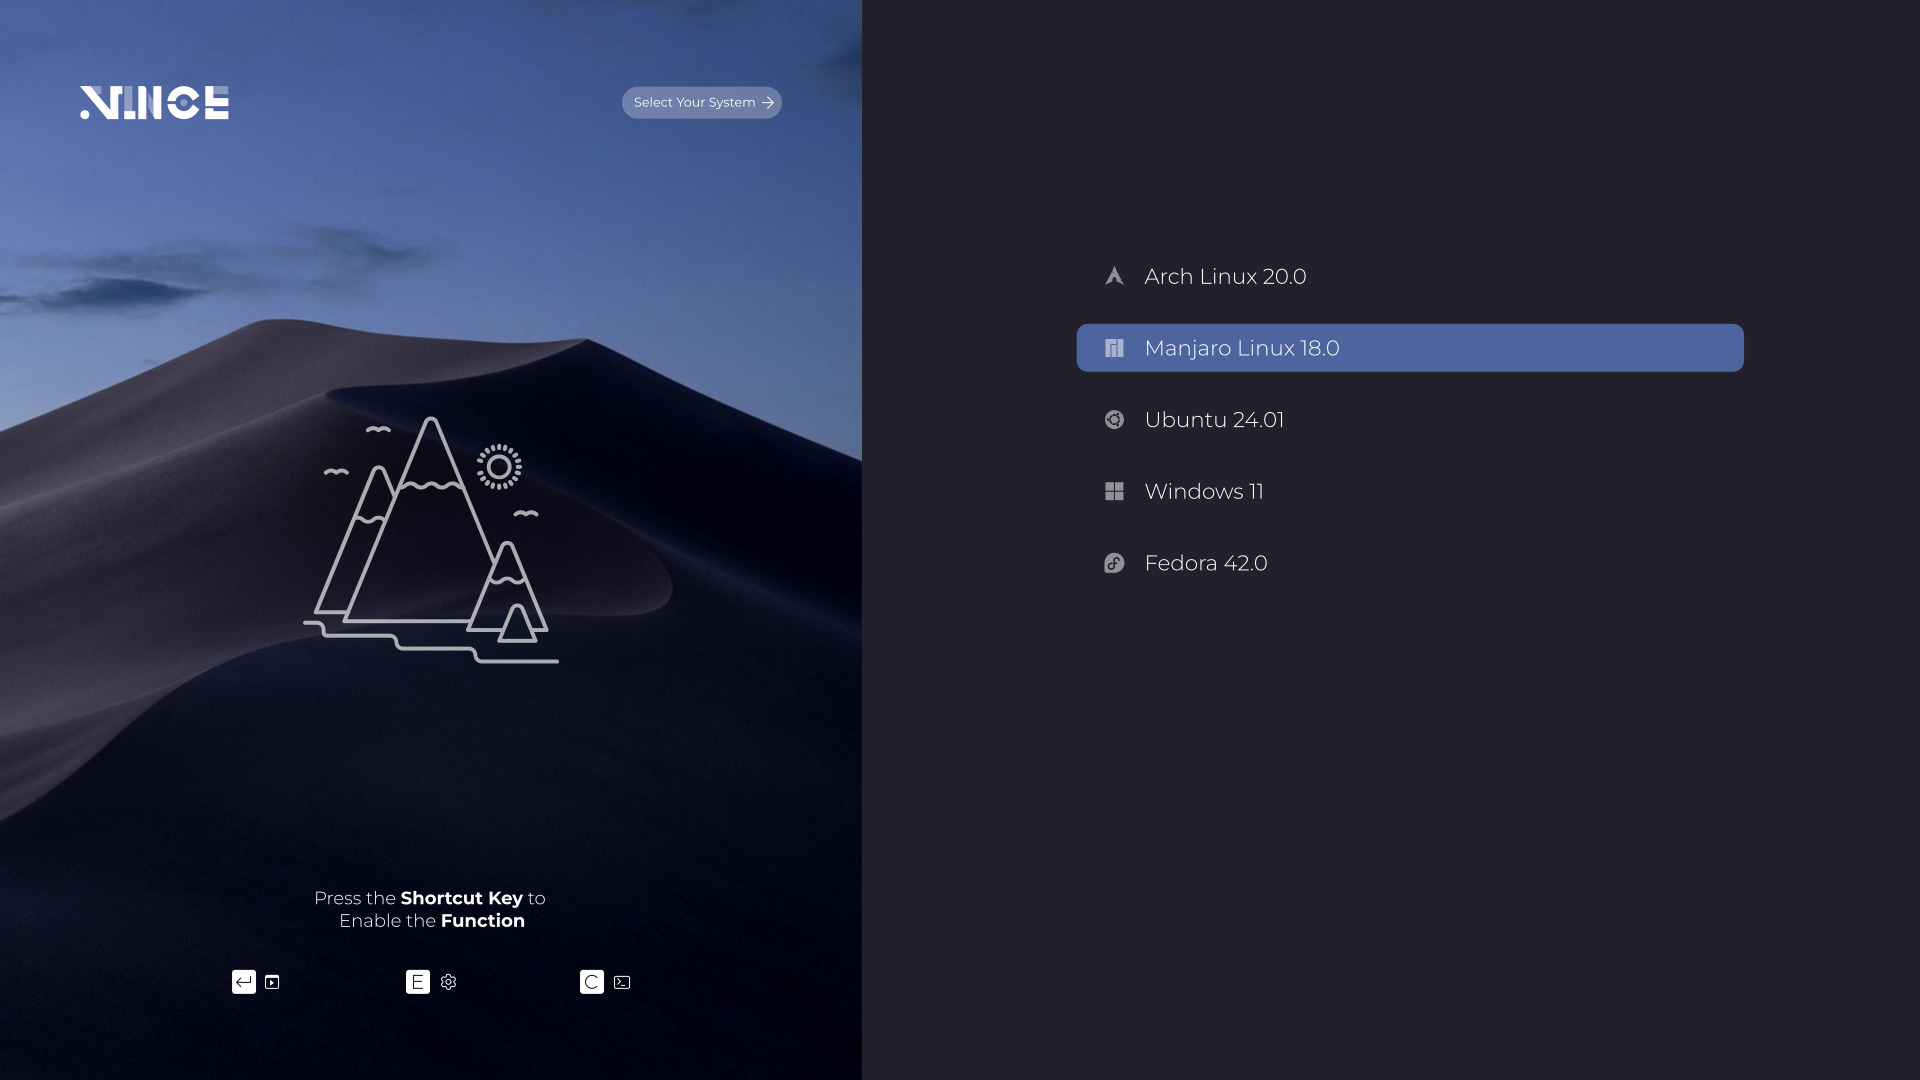 .VINCE
Select Your System →
Arch Linux 20.0
Manjaro Linux 18.0
Ubuntu 24.01
Windows 11
Fedora 42.0
Press the Shortcut Key to
Enable the Function
E
C